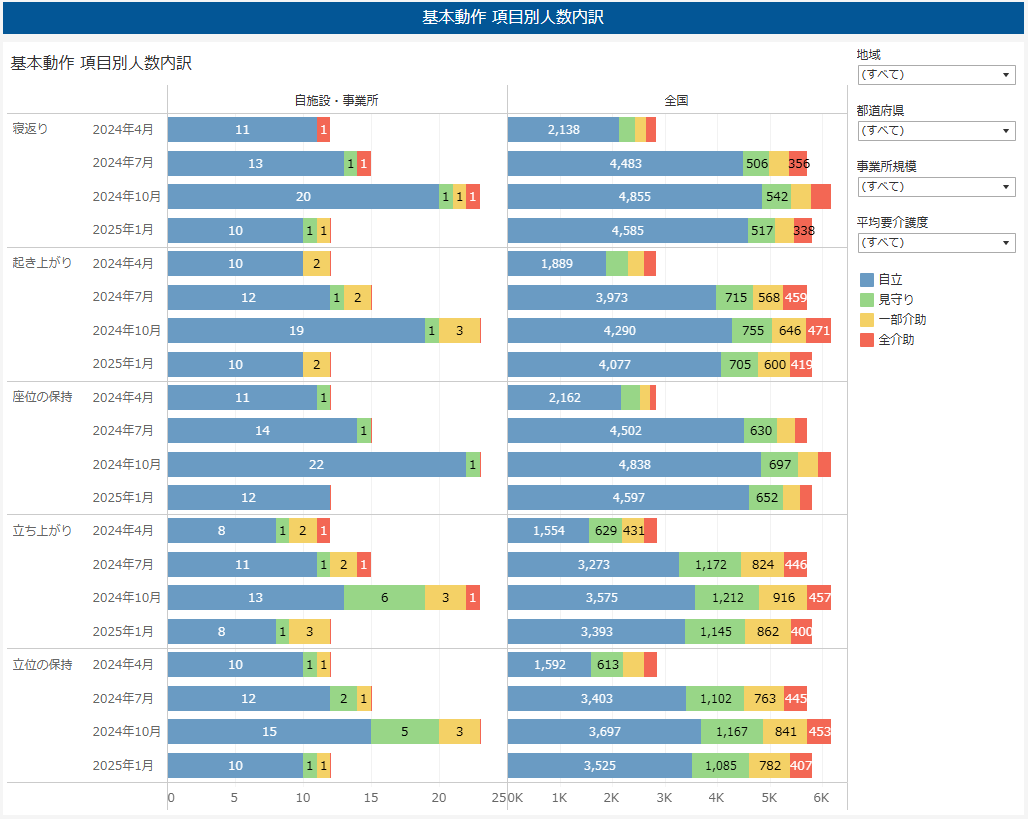 基本動作 項目別人数内訳
基本動作 項目別人数内訳
自施設・事業所 全国
寝返り 2024年4月 11 1 2,138
2024年7月 13 1 1 4,483 506 356
2024年10月 20 1 1 1 4,855 542
2025年1月 10 1 1 4,585 517 338
起き上がり 2024年4月 10 2 1,889
2024年7月 12 1 2 3,973 715 568 459
2024年10月 19 1 3 4,290 755 646 471
2025年1月 10 2 4,077 705 600 419
座位の保持 2024年4月 11 1 2,162
2024年7月 14 1 4,502 630
2024年10月 22 1 4,838 697
2025年1月 12 4,597 652
立ち上がり 2024年4月 8 1 2 1 1,554 629 431
2024年7月 11 1 2 1 3,273 1,172 824 446
2024年10月 13 6 3 1 3,575 1,212 916 457
2025年1月 8 1 3 3,393 1,145 862 400
立位の保持 2024年4月 10 1 1 1,592 613
2024年7月 12 2 1 3,403 1,102 763 445
2024年10月 15 5 3 3,697 1,167 841 453
2025年1月 10 1 1 3,525 1,085 782 407
0 5 10 15 20 25 0K 1K 2K 3K 4K 5K 6K
地域
(すべて)
都道府県
(すべて)
事業所規模
(すべて)
平均要介護度
(すべて)
自立
見守り
一部介助
全介助